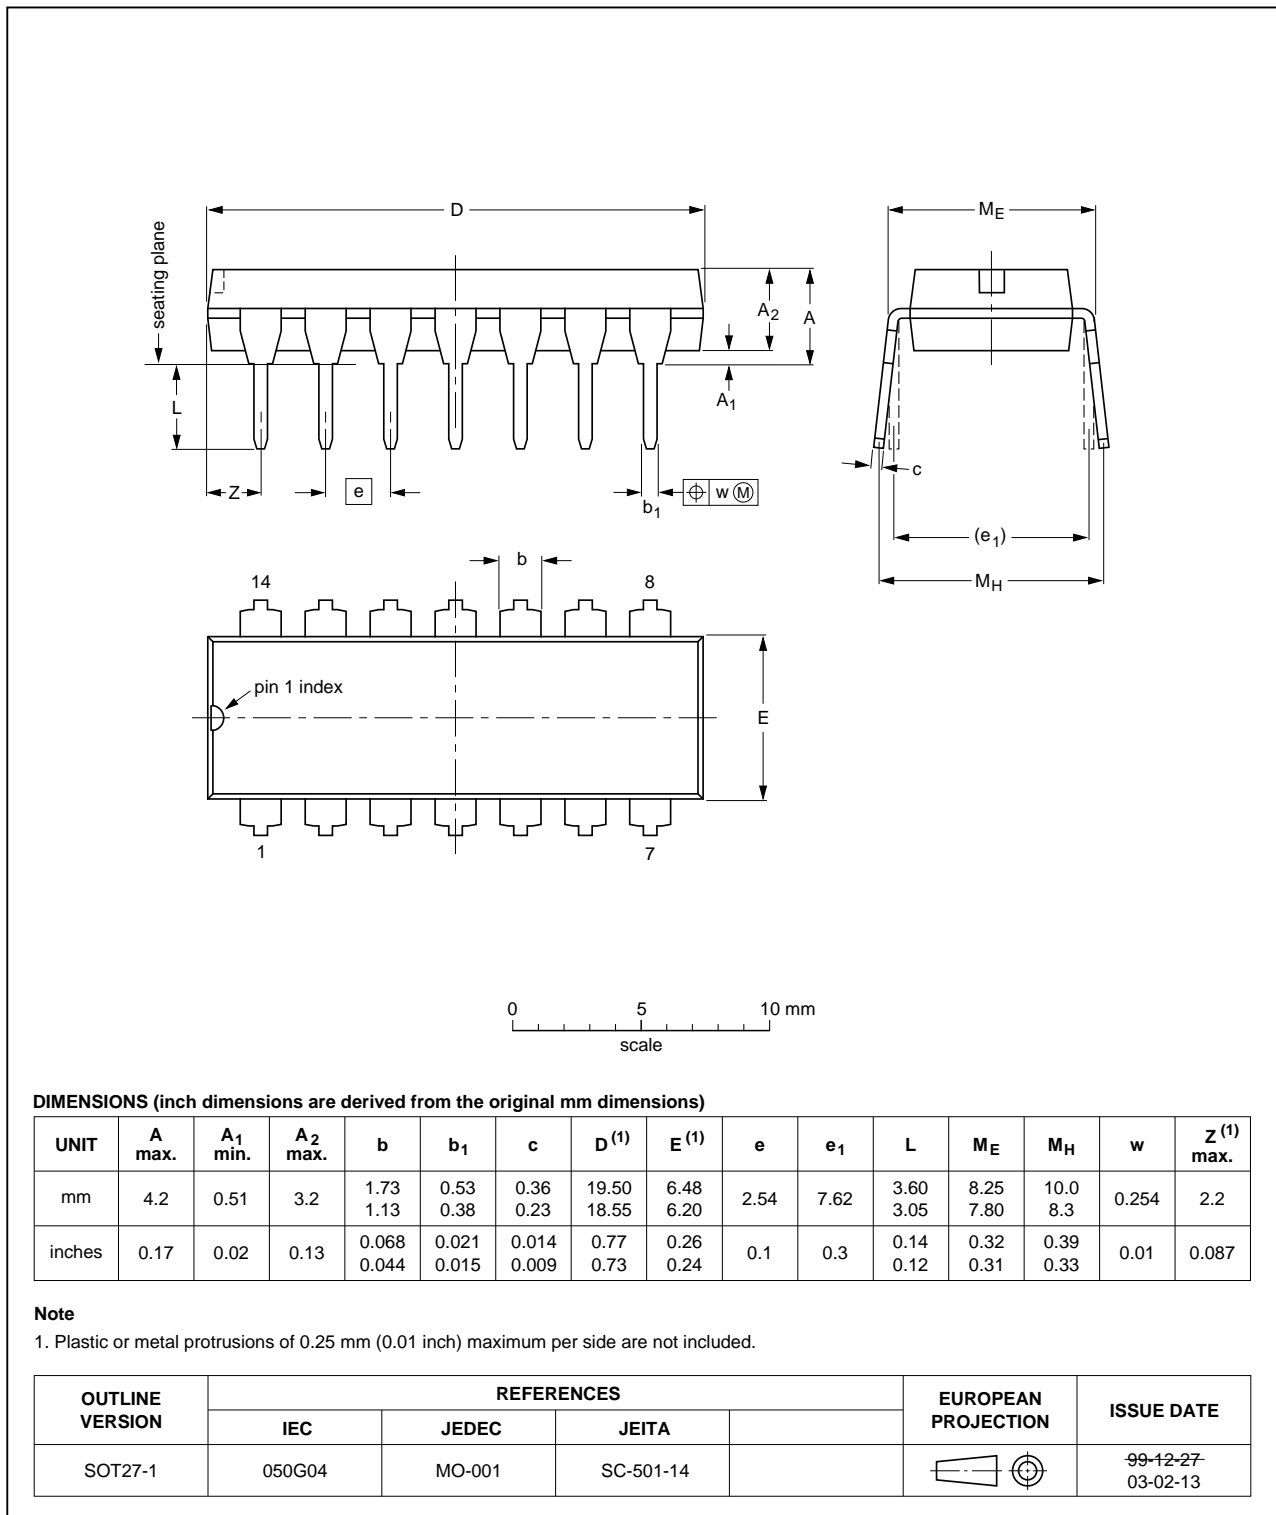 D
M_E
seating plane
A_2
A
A_1
L
c
Z
e
b_1
w M
(e_1)
M_H
b
14
8
pin 1 index
E
1
7
0 5 10 mm
scale
DIMENSIONS (inch dimensions are derived from the original mm dimensions)
UNIT A max. A1 min. A2 max. b b1 c D(1) E(1) e e1 L ME MH w Z(1) max.
mm 4.2 0.51 3.2 1.73 1.13 0.53 0.38 0.36 0.23 19.50 18.55 6.48 6.20 2.54 7.62 3.60 3.05 8.25 7.80 10.0 8.3 0.254 2.2
inches 0.17 0.02 0.13 0.068 0.044 0.021 0.015 0.014 0.009 0.77 0.73 0.26 0.24 0.1 0.3 0.14 0.12 0.32 0.31 0.39 0.33 0.01 0.087
Note
1. Plastic or metal protrusions of 0.25 mm (0.01 inch) maximum per side are not included.
OUTLINE VERSION REFERENCES EUROPEAN PROJECTION ISSUE DATE
IEC JEDEC JEITA
SOT27-1 050G04 MO-001 SC-501-14 99-12-27
03-02-13